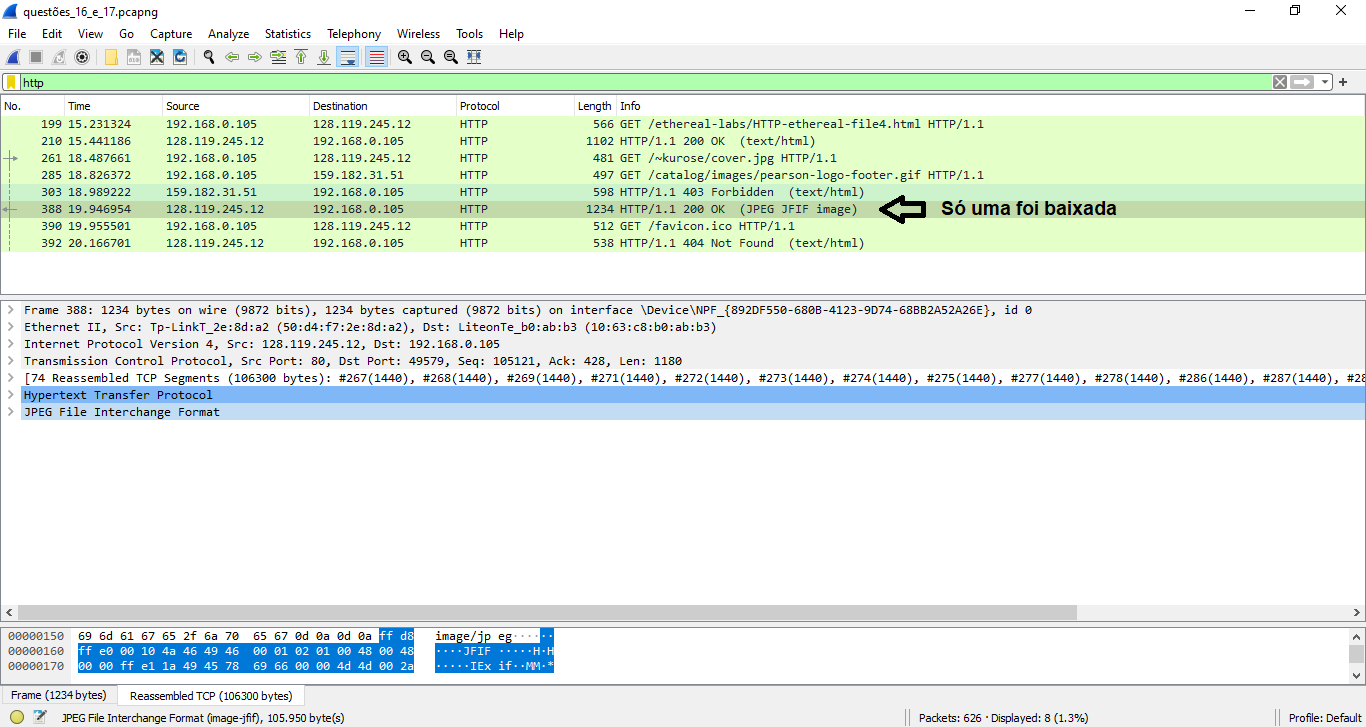 questões_16_e_17.pcapng
File Edit View Go Capture Analyze Statistics Telephony Wireless Tools Help
http
No. Time Source Destination Protocol Length Info
199 15.231324 192.168.0.105 128.119.245.12 HTTP 566 GET /ethereal-labs/HTTP-ethereal-file4.html HTTP/1.1
210 15.441186 128.119.245.12 192.168.0.105 HTTP 1102 HTTP/1.1 200 OK (text/html)
261 18.487661 192.168.0.105 128.119.245.12 HTTP 481 GET /~kurose/cover.jpg HTTP/1.1
285 18.826372 192.168.0.105 159.182.31.51 HTTP 497 GET /catalog/images/pearson-logo-footer.gif HTTP/1.1
303 18.989222 159.182.31.51 192.168.0.105 HTTP 598 HTTP/1.1 403 Forbidden (text/html)
388 19.946954 128.119.245.12 192.168.0.105 HTTP 1234 HTTP/1.1 200 OK (JPEG JFIF image) Só uma foi baixada
390 19.955501 192.168.0.105 128.119.245.12 HTTP 512 GET /favicon.ico HTTP/1.1
392 20.166701 128.119.245.12 192.168.0.105 HTTP 538 HTTP/1.1 404 Not Found (text/html)
Frame 388: 1234 bytes on wire (9872 bits), 1234 bytes captured (9872 bits) on interface \Device\NPF_{892DF550-680B-4123-9D74-68BB2A52A26E}, id 0
Ethernet II, Src: Tp-LinkT_2e:8d:a2 (50:d4:f7:2e:8d:a2), Dst: LiteonTe_b0:ab:b3 (10:63:c8:b0:ab:b3)
Internet Protocol Version 4, Src: 128.119.245.12, Dst: 192.168.0.105
Transmission Control Protocol, Src Port: 80, Dst Port: 49579, Seq: 105121, Ack: 428, Len: 1180
[74 Reassembled TCP Segments (106300 bytes): #267(1440), #268(1440), #269(1440), #271(1440), #272(1440), #273(1440), #274(1440), #275(1440), #277(1440), #278(1440), #286(1440), #287(1440), #28
Hypertext Transfer Protocol
JPEG File Interchange Format
00000150 69 6d 61 67 65 2f 6a 70 65 67 0d 0a 0d 0a ff d8 image/jp eg······
00000160 ff e0 00 10 4a 46 49 46 00 01 02 01 00 48 00 48 ····JFIF ·····H·H
00000170 00 00 ff e1 1a 49 45 78 69 66 00 00 4d 4d 00 2a ·····IEx if··MM·*
Frame (1234 bytes) Reassembled TCP (106300 bytes)
JPEG File Interchange Format (image-jfif), 105.950 byte(s) Packets: 626 · Displayed: 8 (1.3%) Profile: Default